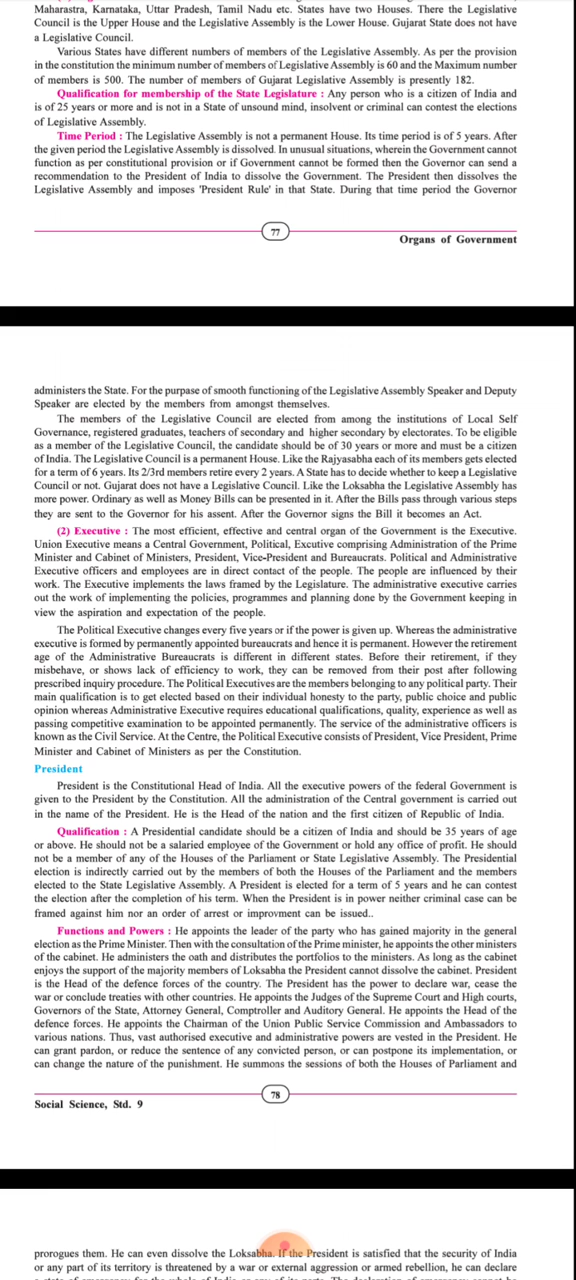 Maharastra, Karnataka, Uttar Pradesh, Tamil Nadu etc. States have two Houses. There the Legislative
Council is the Upper House and the Legislative Assembly is the Lower House. Gujarat State does not have
a Legislative Council.
Various States have different numbers of members of the Legislative Assembly. As per the provision
in the constitution the minimum number of members of Legislative Assembly is 60 and the Maximum number
of members is 500. The number of members of Gujarat Legislative Assembly is presently 182.
Qualification for membership of the State Legislature : Any person who is a citizen of India and
is of 25 years or more and is not in a State of unsound mind, insolvent or criminal can contest the elections
of Legislative Assembly.
Time Period : The Legislative Assembly is not a permanent House. Its time period is of 5 years. After
the given period the Legislative Assembly is dissolved. In unusual situations, wherein the Government cannot
function as per constitutional provision or if Government cannot be formed then the Governor can send a
recommendation to the President of India to dissolve the Government. The President then dissolves the
Legislative Assembly and imposes 'President Rule' in that State. During that time period the Governor
77
Organs of Government
administers the State. For the purpase of smooth functioning of the Legislative Assembly Speaker and Deputy
Speaker are elected by the members from amongst themselves.
The members of the Legislative Council are elected from among the institutions of Local Self
Governance, registered graduates, teachers of secondary and higher secondary by electorates. To be eligible
as a member of the Legislative Council, the candidate should be of 30 years or more and must be a citizen
of India. The Legislative Council is a permanent House. Like the Rajyasabha each of its members gets elected
for a term of 6 years. Its 2/3rd members retire every 2 years. A State has to decide whether to keep a Legislative
Council or not. Gujarat does not have a Legislative Council. Like the Loksabha the Legislative Assembly has
more power. Ordinary as well as Money Bills can be presented in it. After the Bills pass through various steps
they are sent to the Governor for his assent. After the Governor signs the Bill it becomes an Act.
(2) Executive : The most efficient, effective and central organ of the Government is the Executive.
Union Executive means a Central Government, Political, Excutive comprising Administration of the Prime
Minister and Cabinet of Ministers, President, Vice-President and Bureaucrats. Political and Administrative
Executive officers and employees are in direct contact of the people. The people are influenced by their
work. The Executive implements the laws framed by the Legislature. The administrative executive carries
out the work of implementing the policies, programmes and planning done by the Government keeping in
view the aspiration and expectation of the people.
The Political Executive changes every five years or if the power is given up. Whereas the administrative
executive is formed by permanently appointed bureaucrats and hence it is permanent. However the retirement
age of the Administrative Bureaucrats is different in different states. Before their retirement, if they
misbehave, or shows lack of efficiency to work, they can be removed from their post after following
prescribed inquiry procedure. The Political Executives are the members belonging to any political party. Their
main qualification is to get elected based on their individual honesty to the party, public choice and public
opinion whereas Administrative Executive requires educational qualifications, quality, experience as well as
passing competitive examination to be appointed permanently. The service of the administrative officers is
known as the Civil Service. At the Centre, the Political Executive consists of President, Vice President, Prime
Minister and Cabinet of Ministers as per the Constitution.
President
President is the Constitutional Head of India. All the executive powers of the federal Government is
given to the President by the Constitution. All the administration of the Central government is carried out
in the name of the President. He is the Head of the nation and the first citizen of Republic of India.
Qualification : A Presidential candidate should be a citizen of India and should be 35 years of age
or above. He should not be a salaried employee of the Government or hold any office of profit. He should
not be a member of any of the Houses of the Parliament or State Legislative Assembly. The Presidential
election is indirectly carried out by the members of both the Houses of the Parliament and the members
elected to the State Legislative Assembly. A President is elected for a term of 5 years and he can contest
the election after the completion of his term. When the President is in power neither criminal case can be
framed against him nor an order of arrest or improvment can be issued..
Functions and Powers : He appoints the leader of the party who has gained majority in the general
election as the Prime Minister. Then with the consultation of the Prime minister, he appoints the other ministers
of the cabinet. He administers the oath and distributes the portfolios to the ministers. As long as the cabinet
enjoys the support of the majority members of Loksabha the President cannot dissolve the cabinet. President
is the Head of the defence forces of the country. The President has the power to declare war, cease the
war or conclude treaties with other countries. He appoints the Judges of the Supreme Court and High courts,
Governors of the State, Attorney General, Comptroller and Auditory General. He appoints the Head of the
defence forces. He appoints the Chairman of the Union Public Service Commission and Ambassadors to
various nations. Thus, vast authorised executive and administrative powers are vested in the President. He
can grant pardon, or reduce the sentence of any convicted person, or can postpone its implementation, or
can change the nature of the punishment. He summons the sessions of both the Houses of Parliament and
78
Social Science, Std. 9
prorogues them. He can even dissolve the Loksabha. If the President is satisfied that the security of India
or any part of its territory is threatened by a war or external aggression or armed rebellion, he can declare